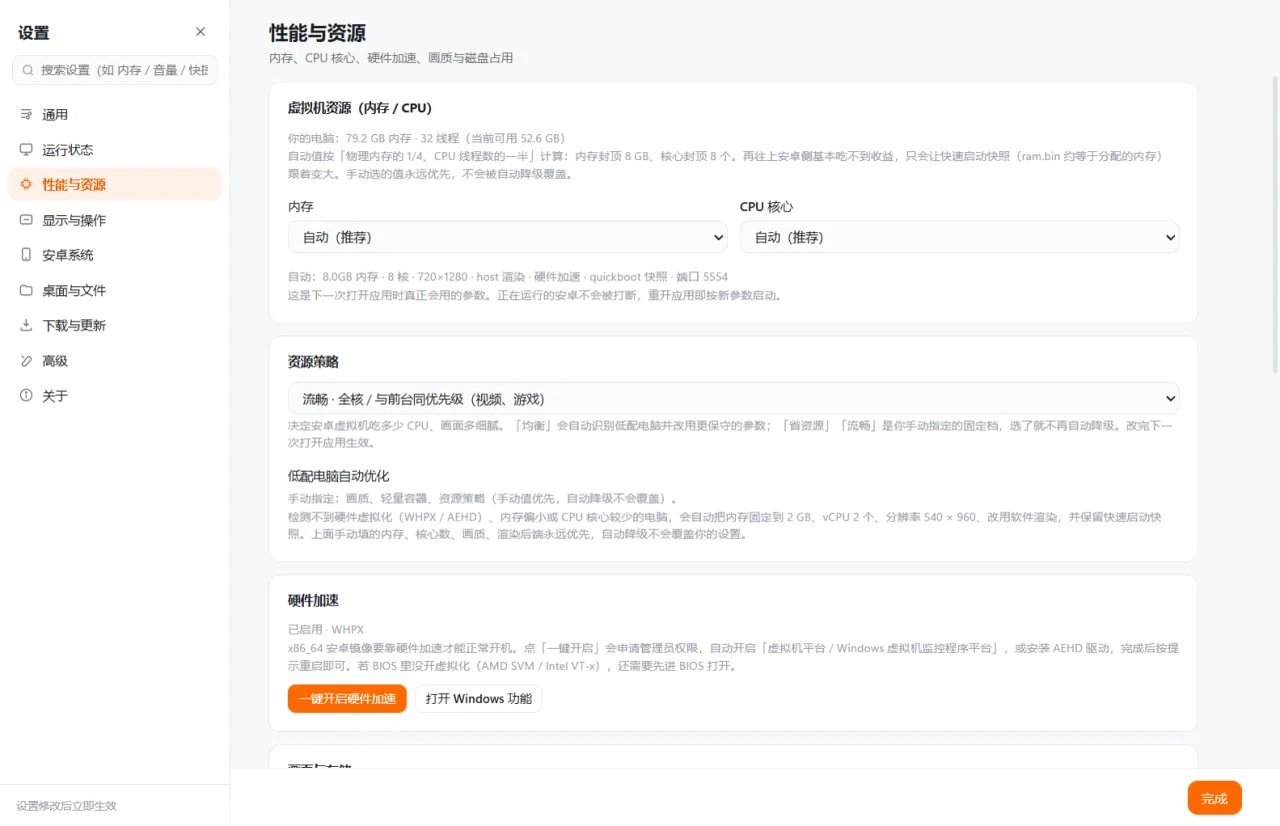 设置
搜索设置（如 内存 / 音量 / 快捷
通用
运行状态
性能与资源
显示与操作
安卓系统
桌面与文件
下载与更新
高级
关于
设置修改后立即生效
性能与资源
内存、CPU 核心、硬件加速、画质与磁盘占用
虚拟机资源（内存 / CPU）
你的电脑：79.2 GB 内存 · 32 线程（当前可用 52.6 GB）
自动值按「物理内存的 1/4、CPU 线程数的一半」计算：内存封顶 8 GB、核心封顶 8 个。再往上安卓侧基本吃不到收益，只会让快速启动快照（ram.bin 约等于分配的内存）
跟着变大。手动选的值永远优先，不会被自动降级覆盖。
内存
CPU 核心
自动（推荐）
自动（推荐）
自动：8.0GB 内存 · 8 核 · 720×1280 · host 渲染 · 硬件加速 · quickboot 快照 · 端口 5554
这是下一次打开应用时真正会用的参数。正在运行的安卓不会被打断，重开应用即按新参数启动。
资源策略
流畅 · 全核 / 与前台同优先级（视频、游戏）
决定安卓虚拟机吃多少 CPU、画面多细腻。「均衡」会自动识别低配电脑并改用更保守的参数；「省资源」「流畅」是你手动指定的固定档，选了就不再自动降级。改完下一
次打开应用生效。
低配电脑自动优化
手动指定：画质、轻量容器、资源策略（手动值优先，自动降级不会覆盖）。
检测不到硬件虚拟化（WHPX / AEHD）、内存偏小或 CPU 核心较少的电脑，会自动把内存固定到 2 GB、vCPU 2 个、分辨率 540 × 960、改用软件渲染，并保留快速启动快
照。上面手动填的内存、核心数、画质、渲染后端永远优先，自动降级不会覆盖你的设置。
硬件加速
已启用 · WHPX
x86_64 安卓镜像要靠硬件加速才能正常开机。点「一键开启」会申请管理员权限，自动开启「虚拟机平台 / Windows 虚拟机监控程序平台」，或安装 AEHD 驱动，完成后按提
示重启即可。若 BIOS 里没开虚拟化（AMD SVM / Intel VT-x），还需要先进 BIOS 打开。
一键开启硬件加速
打开 Windows 功能
画面与存储
完成